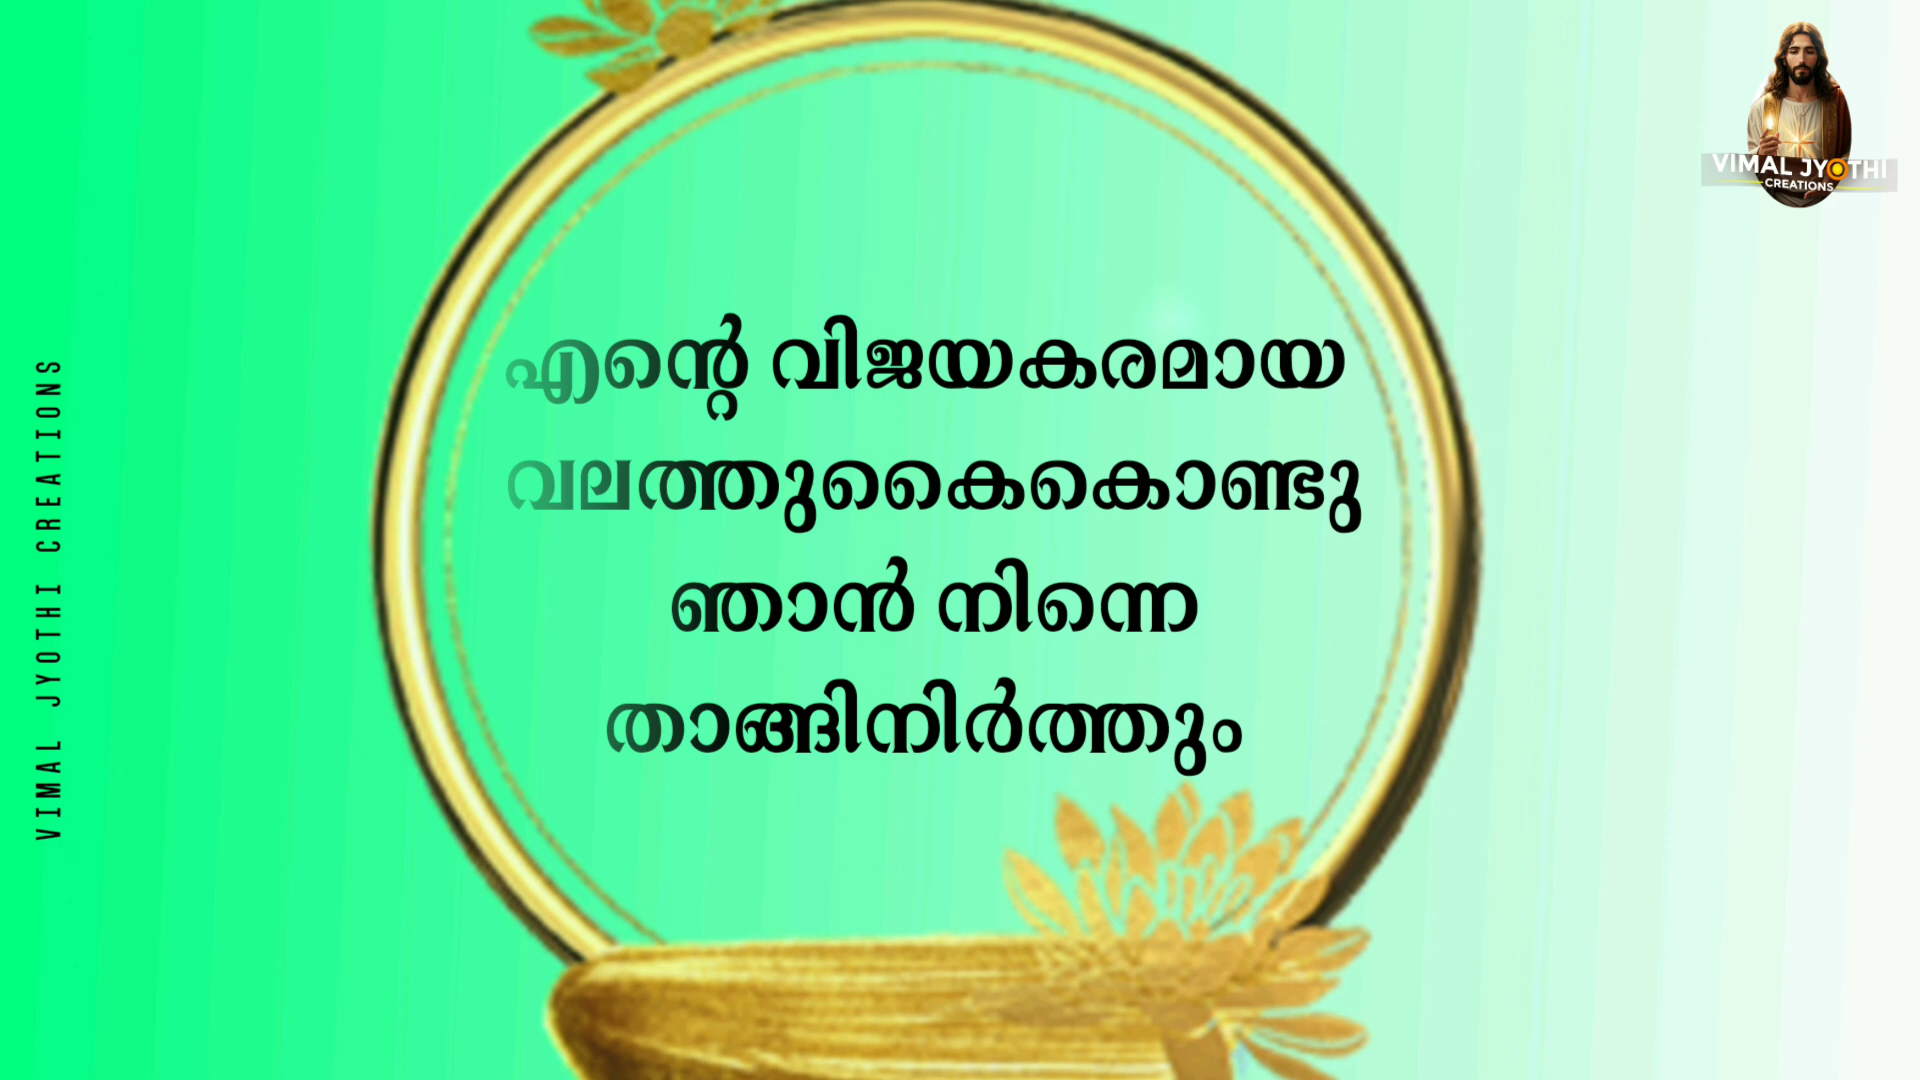 എന്റെ വിജയകരമായ
വലത്തുകൈകൊണ്ടു
ഞാൻ നിന്നെ
താങ്ങിനിർത്തും
VIMAL JYOTHI CREATIONS
VIMAL JYOTHI
CREATIONS